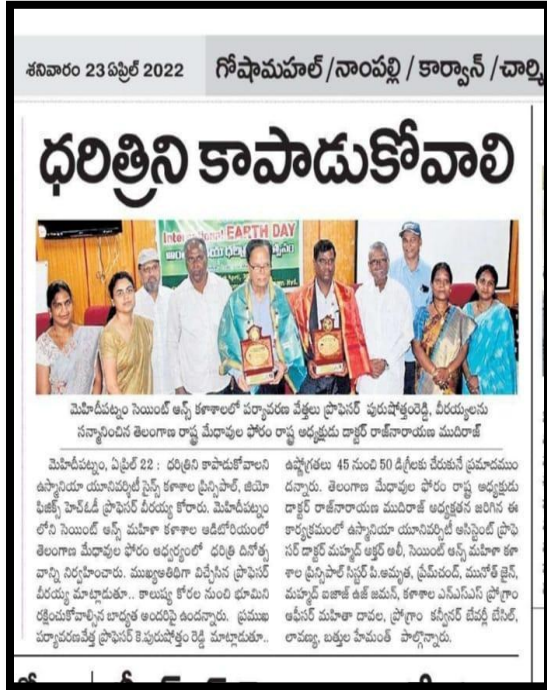 శనివారం 23 ఏప్రిల్ 2022
గోషామహల్/నాంపల్లి / కార్వాన్ /చార్మి
ధరిత్రిని కాపాడుకోవాలి
International EARTH DAY
మెహిదీపట్నం సెయింట్ ఆన్స్ కళాశాలలో పర్యావరణ వేత్తలు ప్రొఫెసర్ పురుషోత్తంరెడ్డి, వీరయ్యలను
సన్మానించిన తెలంగాణ రాష్ట్ర మేధావుల ఫోరం రాష్ట్ర అధ్యక్షుడు డాక్టర్ రాజ్‌నారాయణ ముదిరాజ్
మెహిదీపట్నం, ఏప్రిల్ 22 : ధరిత్రిని కాపాడుకోవాలని
ఉస్మానియా యూనివర్శిటీ సైన్స్ కళాశాల ప్రిన్సిపాల్, జియో
ఫిజిక్స్ హెచ్ఓడీ ప్రొఫెసర్ వీరయ్య కోరారు. మెహిదీపట్నం
లోని సెయింట్ ఆన్స్ మహిళా కళాశాల ఆడిటోరియంలో
తెలంగాణ మేధావుల ఫోరం ఆధ్వర్యంలో ధరిత్రి దినోత్స
వాన్ని నిర్వహించారు. ముఖ్యఅతిథిగా విచ్చేసిన ప్రొఫెసర్
వీరయ్య మాట్లాడుతూ.. కాలుష్య కోరల నుంచి భూమిని
రక్షించుకోవాల్సిన బాధ్యత అందరిపై ఉందన్నారు. ప్రముఖ
పర్యావరణవేత్త ప్రొఫెసర్ కె.పురుషోత్తం రెడ్డి మాట్లాడుతూ..
ఉష్ణోగ్రతలు 45 నుంచి 50 డిగ్రీలకు చేరుకునే ప్రమాదముం
దన్నారు. తెలంగాణ మేధావుల ఫోరం రాష్ట్ర అధ్యక్షుడు
డాక్టర్ రాజ్‌నారాయణ ముదిరాజ్ అధ్యక్షతన జరిగిన ఈ
కార్యక్రమంలో ఉస్మానియా యూనివర్సిటీ అసిస్టెంట్ ప్రొఫె
సర్ డాక్టర్ మహ్మద్ అక్తర్ అలీ, సెయింట్ ఆన్స్ మహిళా కళా
శాల ప్రిన్సిపాల్ సిస్టర్ పి.అమృత, ప్రేమ్‌చంద్, మునోత్ జైన్,
మహ్మద్ ఐజాజ్ ఉజ్ జమన్, కళాశాల ఎన్ఎస్ఎస్ ప్రోగ్రాం
ఆఫీసర్ మహితా దావల, ప్రోగ్రాం కన్వీనర్ బేవర్లీ బేసిల్,
లావణ్య, బత్తుల హేమంత్ పాల్గొన్నారు.